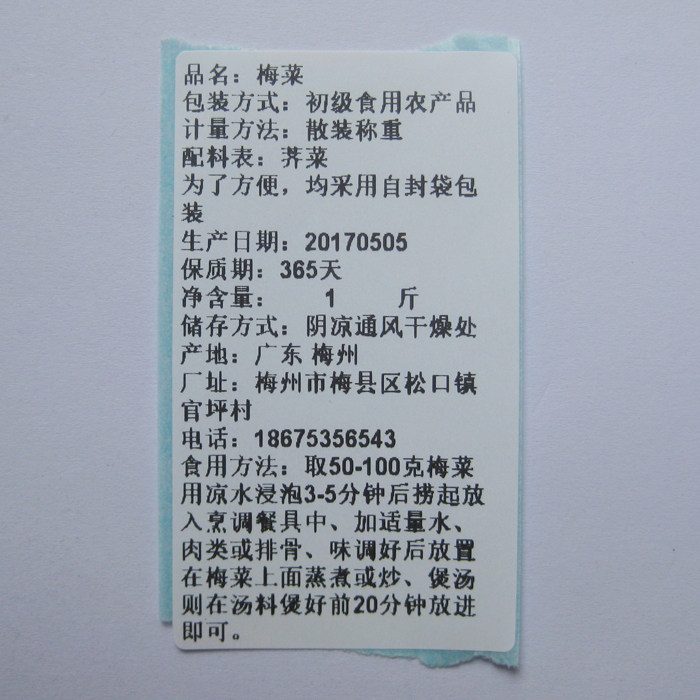 品名：梅菜
包装方式：初级食用农产品
计量方法：散装称重
配料表：荠菜
为了方便，均采用自封袋包
装
生产日期：20170505
保质期：365天
净含量： 1 斤
储存方式：阴凉通风干燥处
产地：广东 梅州
厂址：梅州市梅县区松口镇
官坪村
电话：18675356543
食用方法：取50-100克梅菜
用凉水浸泡3-5分钟后捞起放
入烹调餐具中、加适量水、
肉类或排骨、味调好后放置
在梅菜上面蒸煮或炒、煲汤
则在汤料煲好前20分钟放进
即可。